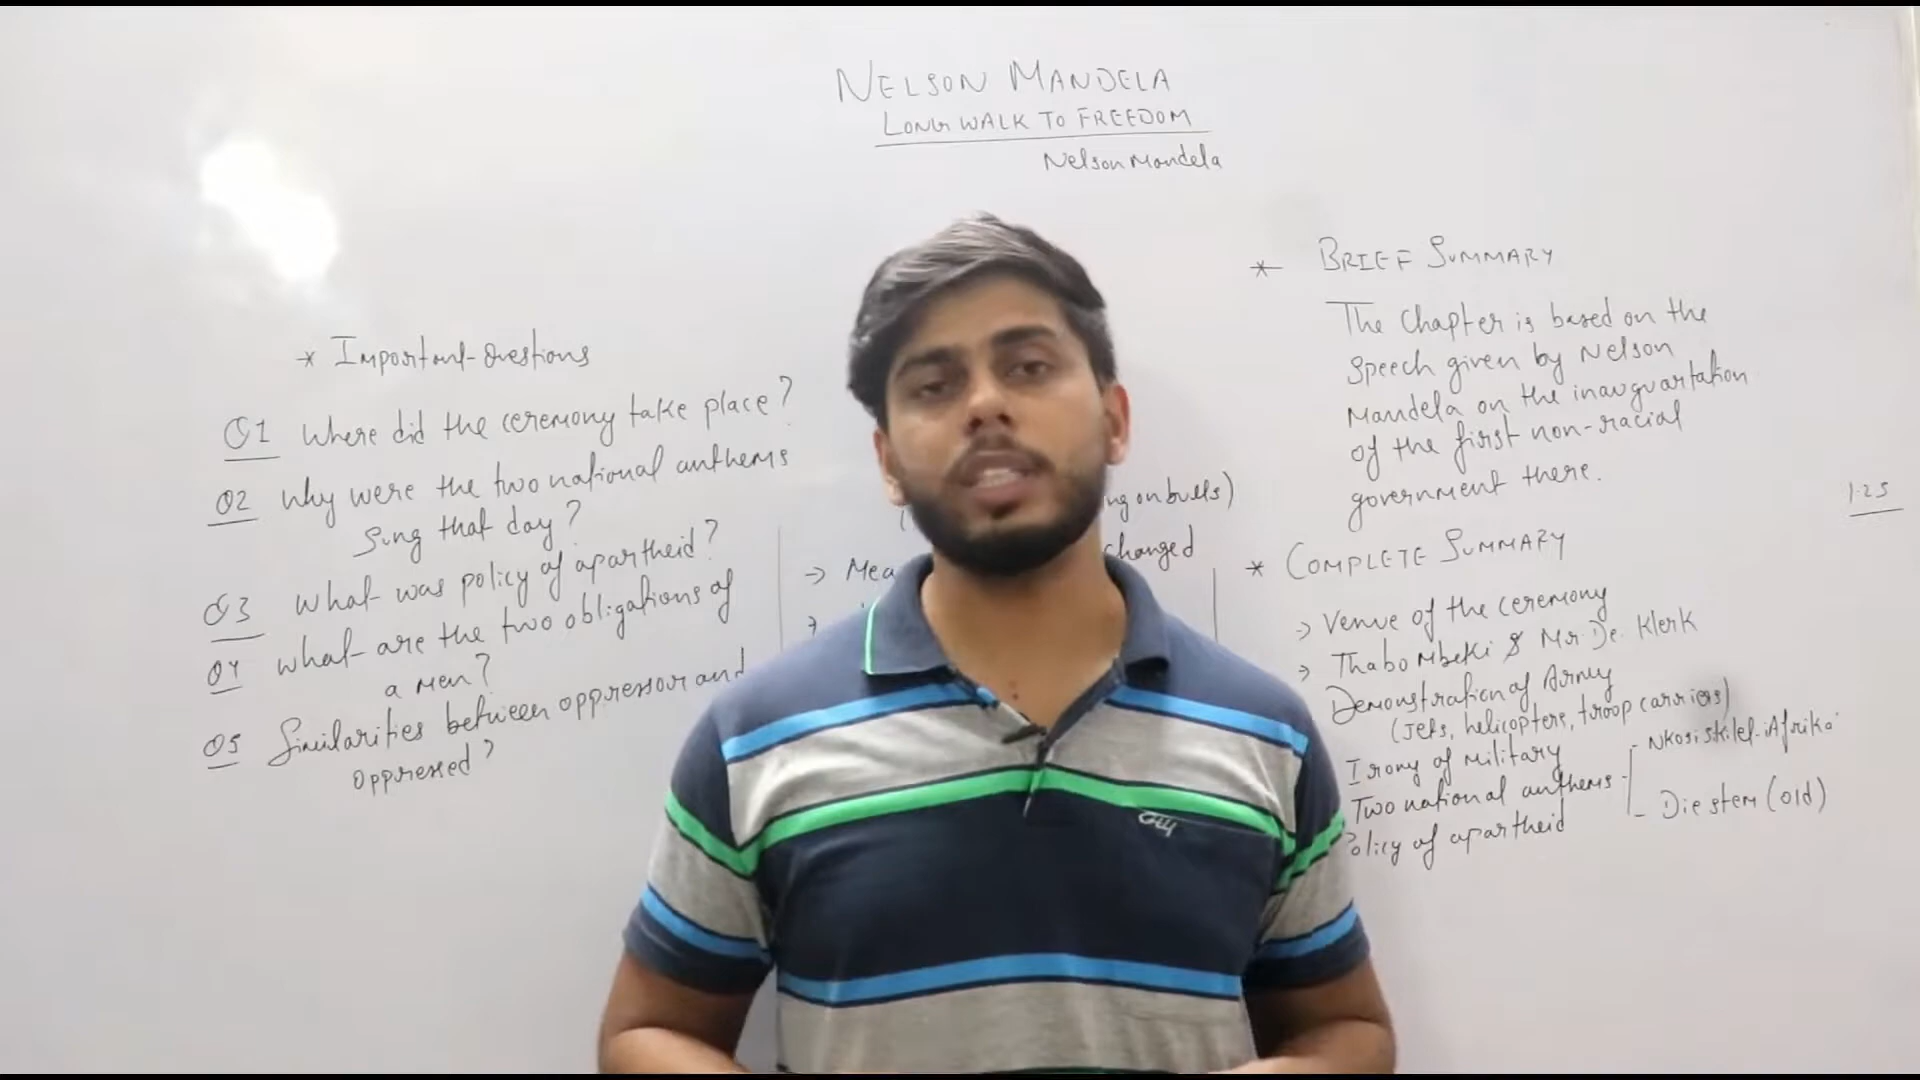 NELSON MANDELA
LONG WALK TO FREEDOM
Nelson Mandela
* Important Questions
Q1 Where did the ceremony take place?
Q2 Why were the two national anthems
Sung that day?
Q3 What was policy of apartheid?
Q4 What are the two obligations of
a men?
Q5 Similarities between oppressor and
oppressed?
ng on bulls)
→ Mea
changed
→
* BRIEF SUMMARY
The Chapter is based on the
Speech given by Nelson
Mandela on the inauguartation
of the first non-racial
government there.
1.25
* COMPLETE SUMMARY
→ Venue of the ceremony
→ Thabo Mbeki & Mr. De. Klerk
Demonstration of Army
(Jets, helicopters, troop carriers)
Irony of Military
Two national anthems - Nkosi Sikilel-iAfrika
- Die stem (old)
Policy of apartheid